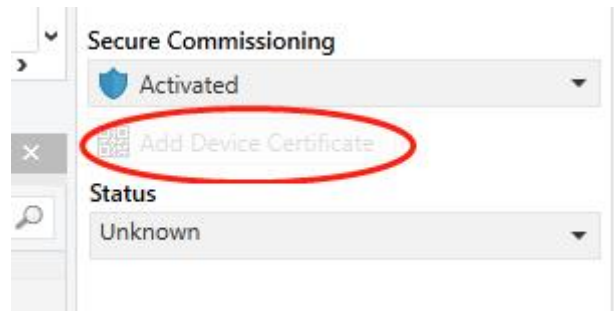 Secure Commissioning
Activated
Add Device Certificate
Status
Unknown